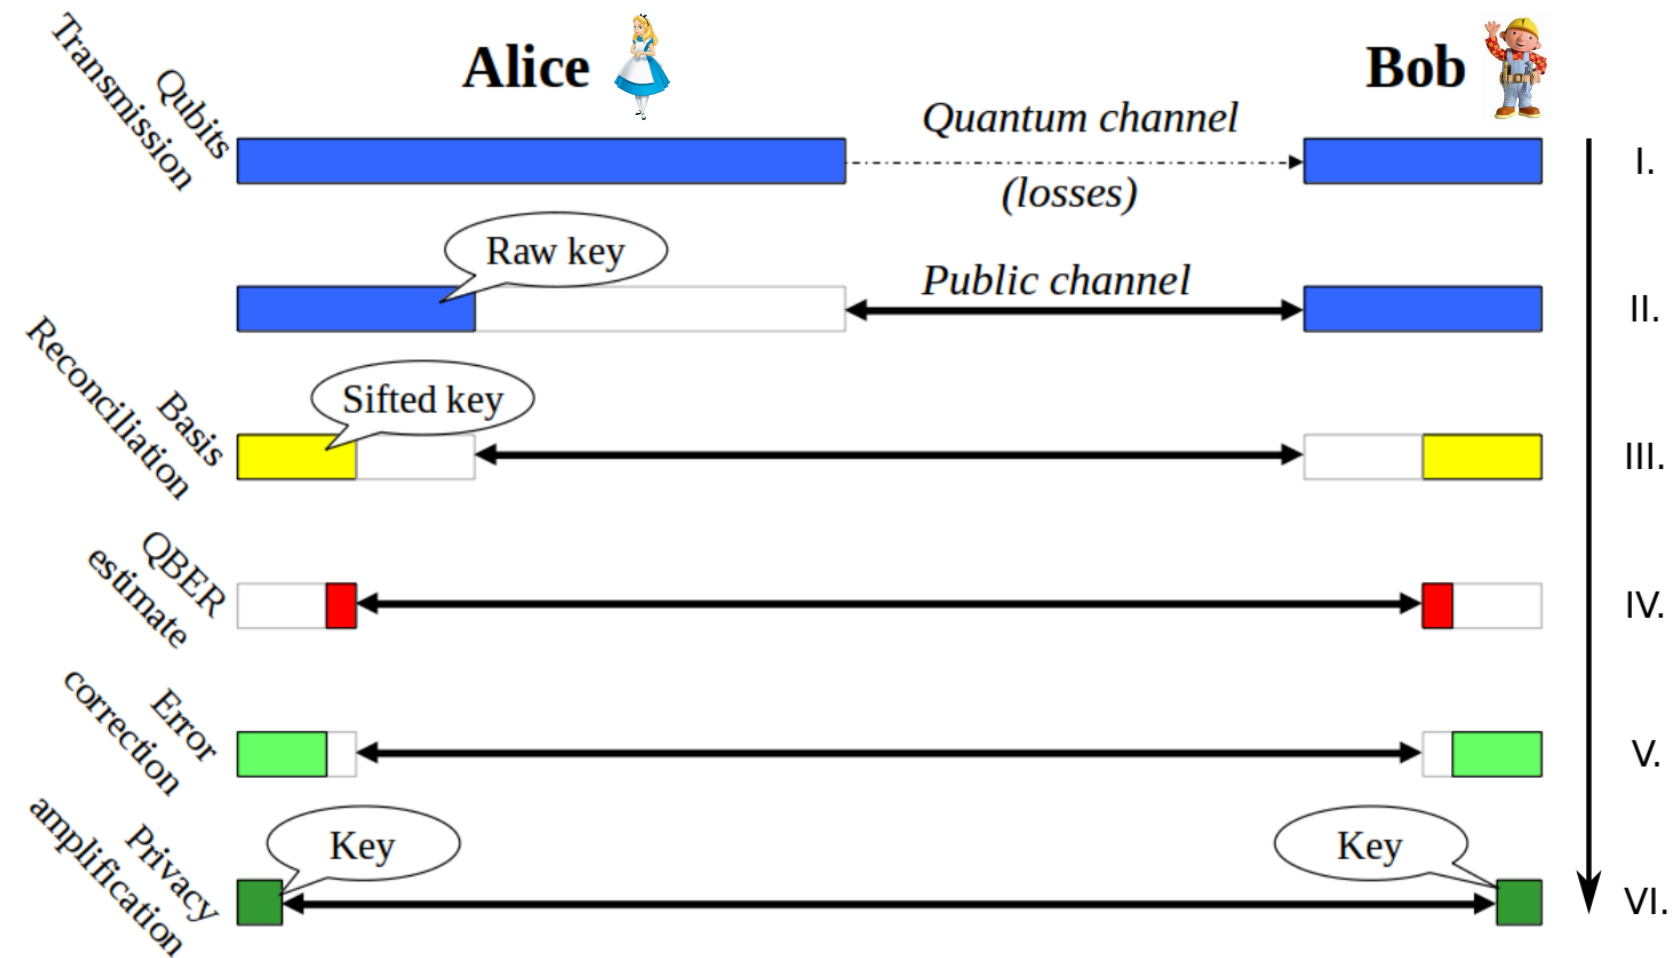 Qubits
Transmission
Alice
Bob
Quantum channel
(losses)
I.
Raw key
Public channel
II.
Basis
Reconciliation
Sifted key
III.
QBER
estimate
IV.
Error
correction
V.
Privacy
amplification
Key
Key
VI.